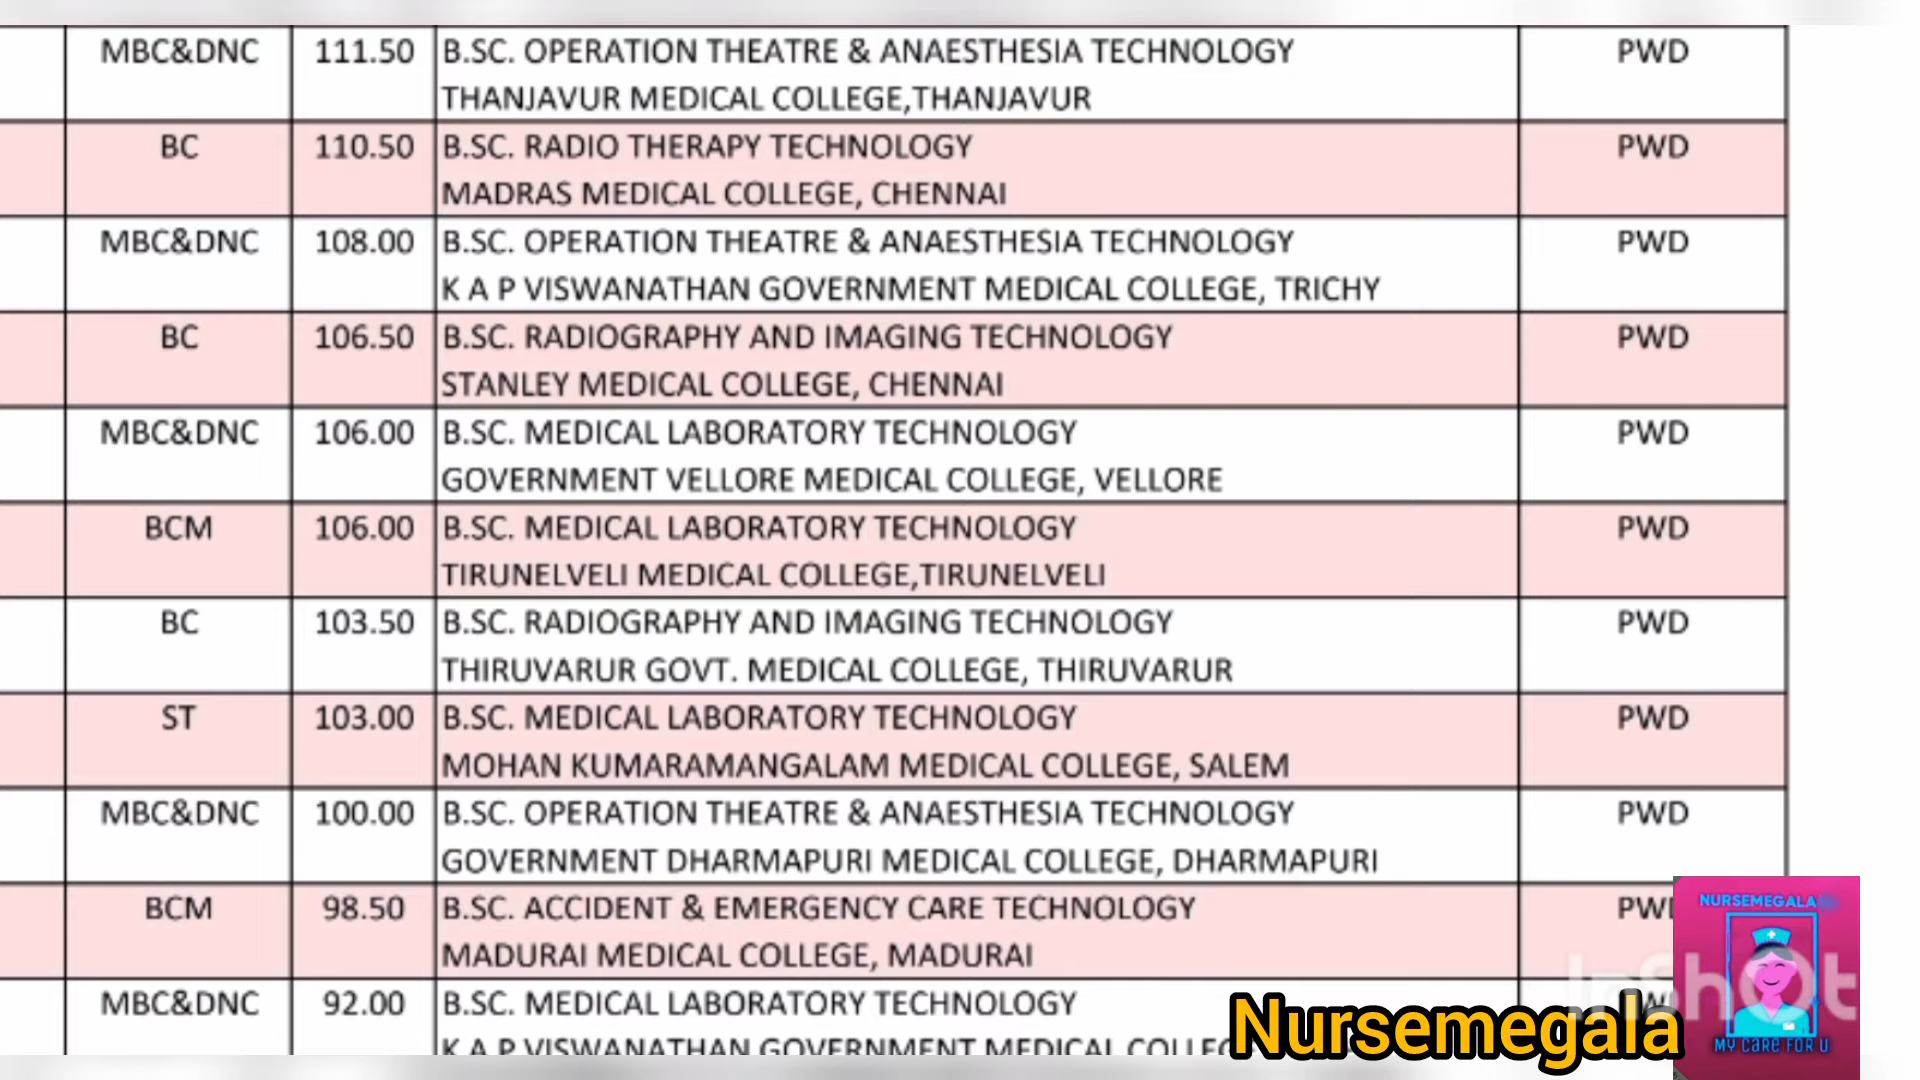 MBC&DNC 111.50 B.SC. OPERATION THEATRE & ANAESTHESIA TECHNOLOGY PWD
THANJAVUR MEDICAL COLLEGE,THANJAVUR
BC 110.50 B.SC. RADIO THERAPY TECHNOLOGY PWD
MADRAS MEDICAL COLLEGE, CHENNAI
MBC&DNC 108.00 B.SC. OPERATION THEATRE & ANAESTHESIA TECHNOLOGY PWD
K A P VISWANATHAN GOVERNMENT MEDICAL COLLEGE, TRICHY
BC 106.50 B.SC. RADIOGRAPHY AND IMAGING TECHNOLOGY PWD
STANLEY MEDICAL COLLEGE, CHENNAI
MBC&DNC 106.00 B.SC. MEDICAL LABORATORY TECHNOLOGY PWD
GOVERNMENT VELLORE MEDICAL COLLEGE, VELLORE
BCM 106.00 B.SC. MEDICAL LABORATORY TECHNOLOGY PWD
TIRUNELVELI MEDICAL COLLEGE,TIRUNELVELI
BC 103.50 B.SC. RADIOGRAPHY AND IMAGING TECHNOLOGY PWD
THIRUVARUR GOVT. MEDICAL COLLEGE, THIRUVARUR
ST 103.00 B.SC. MEDICAL LABORATORY TECHNOLOGY PWD
MOHAN KUMARAMANGALAM MEDICAL COLLEGE, SALEM
MBC&DNC 100.00 B.SC. OPERATION THEATRE & ANAESTHESIA TECHNOLOGY PWD
GOVERNMENT DHARMAPURI MEDICAL COLLEGE, DHARMAPURI
BCM 98.50 B.SC. ACCIDENT & EMERGENCY CARE TECHNOLOGY PWD
MADURAI MEDICAL COLLEGE, MADURAI
MBC&DNC 92.00 B.SC. MEDICAL LABORATORY TECHNOLOGY
K A P VISWANATHAN GOVERNMENT MEDICAL
Nursemegala
NURSEMEGALA
InShOt
MY CARE FOR U